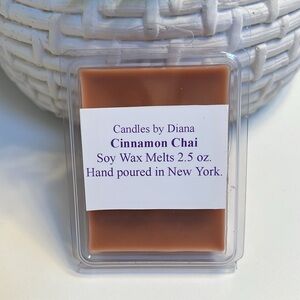 Candles by Diana
Cinnamon Chai
Soy Wax Melts 2.5 oz.
Hand poured in New York.